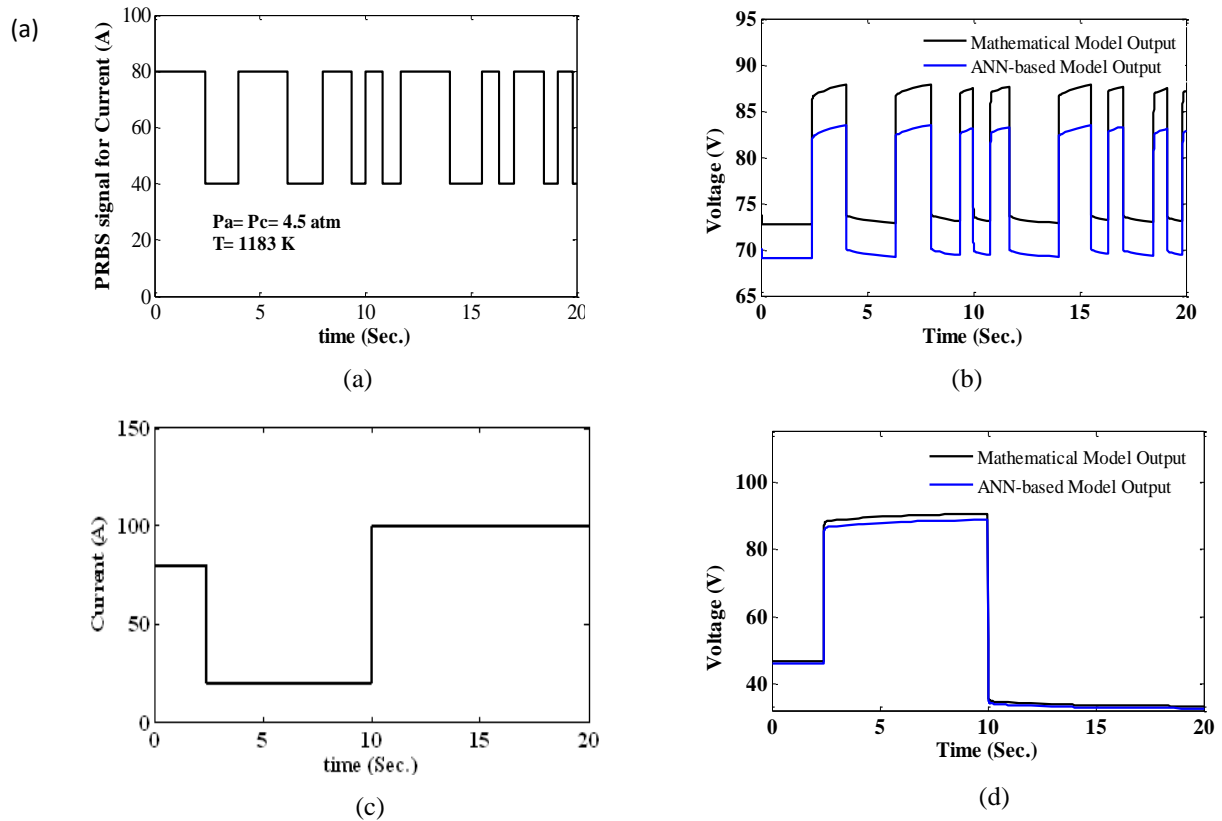 (a)
PRBS signal for Current (A)
100
80
60
40
20
0
Pa= Pc= 4.5 atm
T= 1183 K
0 5 10 15 20
time (Sec.)
(a)
Voltage (V)
95
90
85
80
75
70
65
Mathematical Model Output
ANN-based Model Output
0 5 10 15 20
Time (Sec.)
(b)
Current (A)
150
100
50
0
0 5 10 15 20
time (Sec.)
(c)
Voltage (V)
100
80
60
40
Mathematical Model Output
ANN-based Model Output
0 5 10 15 20
Time (Sec.)
(d)